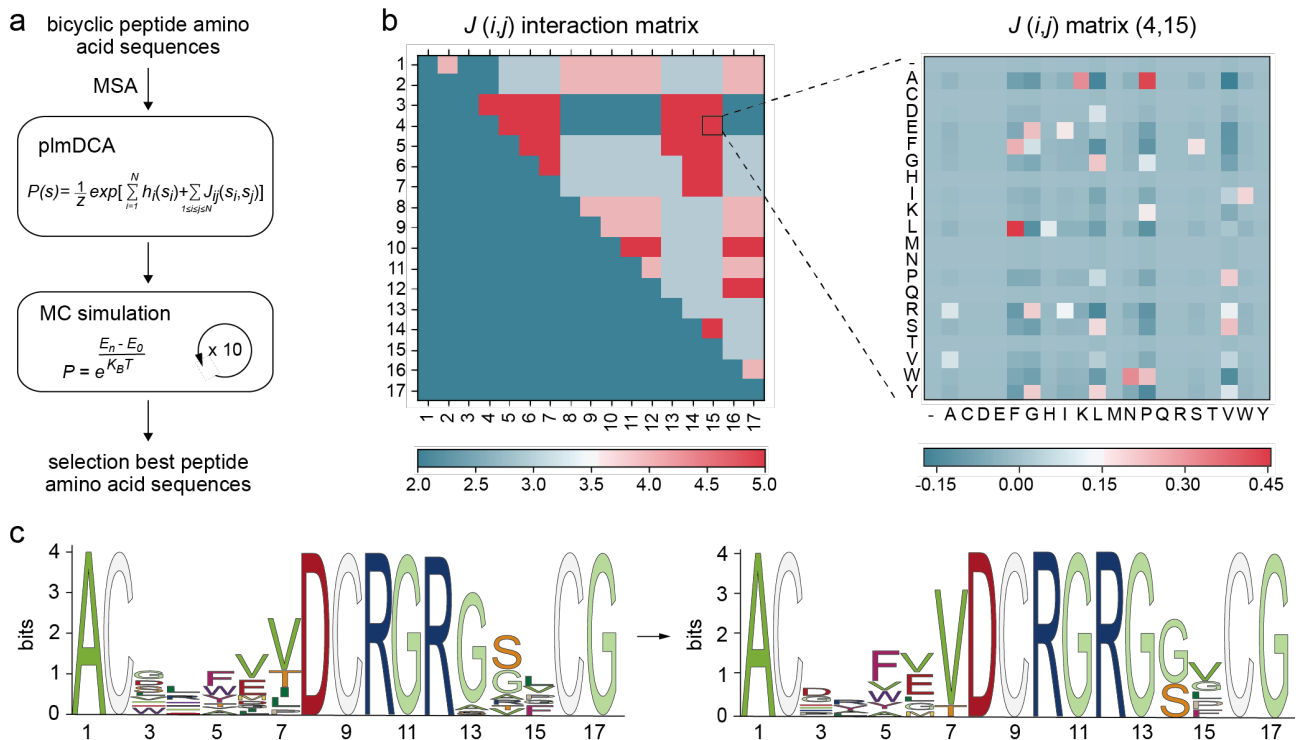 a
bicyclic peptide amino
acid sequences
MSA
plmDCA
P(s) = 1/Z exp[ N ∑ i=1 h_i(s_i) + ∑ 1≤i≤j≤N J_ij(s_i,s_j)]
MC simulation
P = e^(E_n - E_0 / K_BT)
x 10
selection best peptide
amino acid sequences
b
J (i,j) interaction matrix
1
2
3
4
5
6
7
8
9
10
11
12
13
14
15
16
17
1 2 3 4 5 6 7 8 9 10 11 12 13 14 15 16 17
2.0 2.5 3.0 3.5 4.0 4.5 5.0
J (i,j) matrix (4,15)
-
A
C
D
E
F
G
H
I
K
L
M
N
P
Q
R
S
T
V
W
Y
- A C D E F G H I K L M N P Q R S T V W Y
-0.15 0.00 0.15 0.30 0.45
c
bits
4
3
2
1
0
A C D C R G R G C G
1 3 5 7 9 11 13 15 17
bits
4
3
2
1
0
A C V D C R G R G G C G
1 3 5 7 9 11 13 15 17